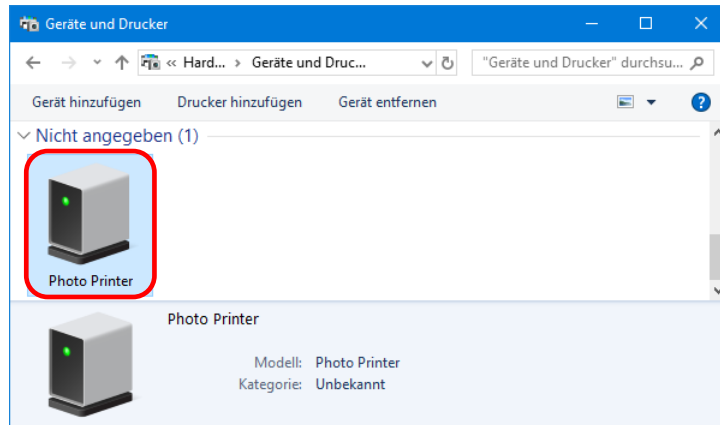 Geräte und Drucker
« Hard... › Geräte und Druc...
"Geräte und Drucker" durchsu...
Gerät hinzufügen Drucker hinzufügen Gerät entfernen
Nicht angegeben (1)
Photo Printer
Photo Printer
Modell: Photo Printer
Kategorie: Unbekannt